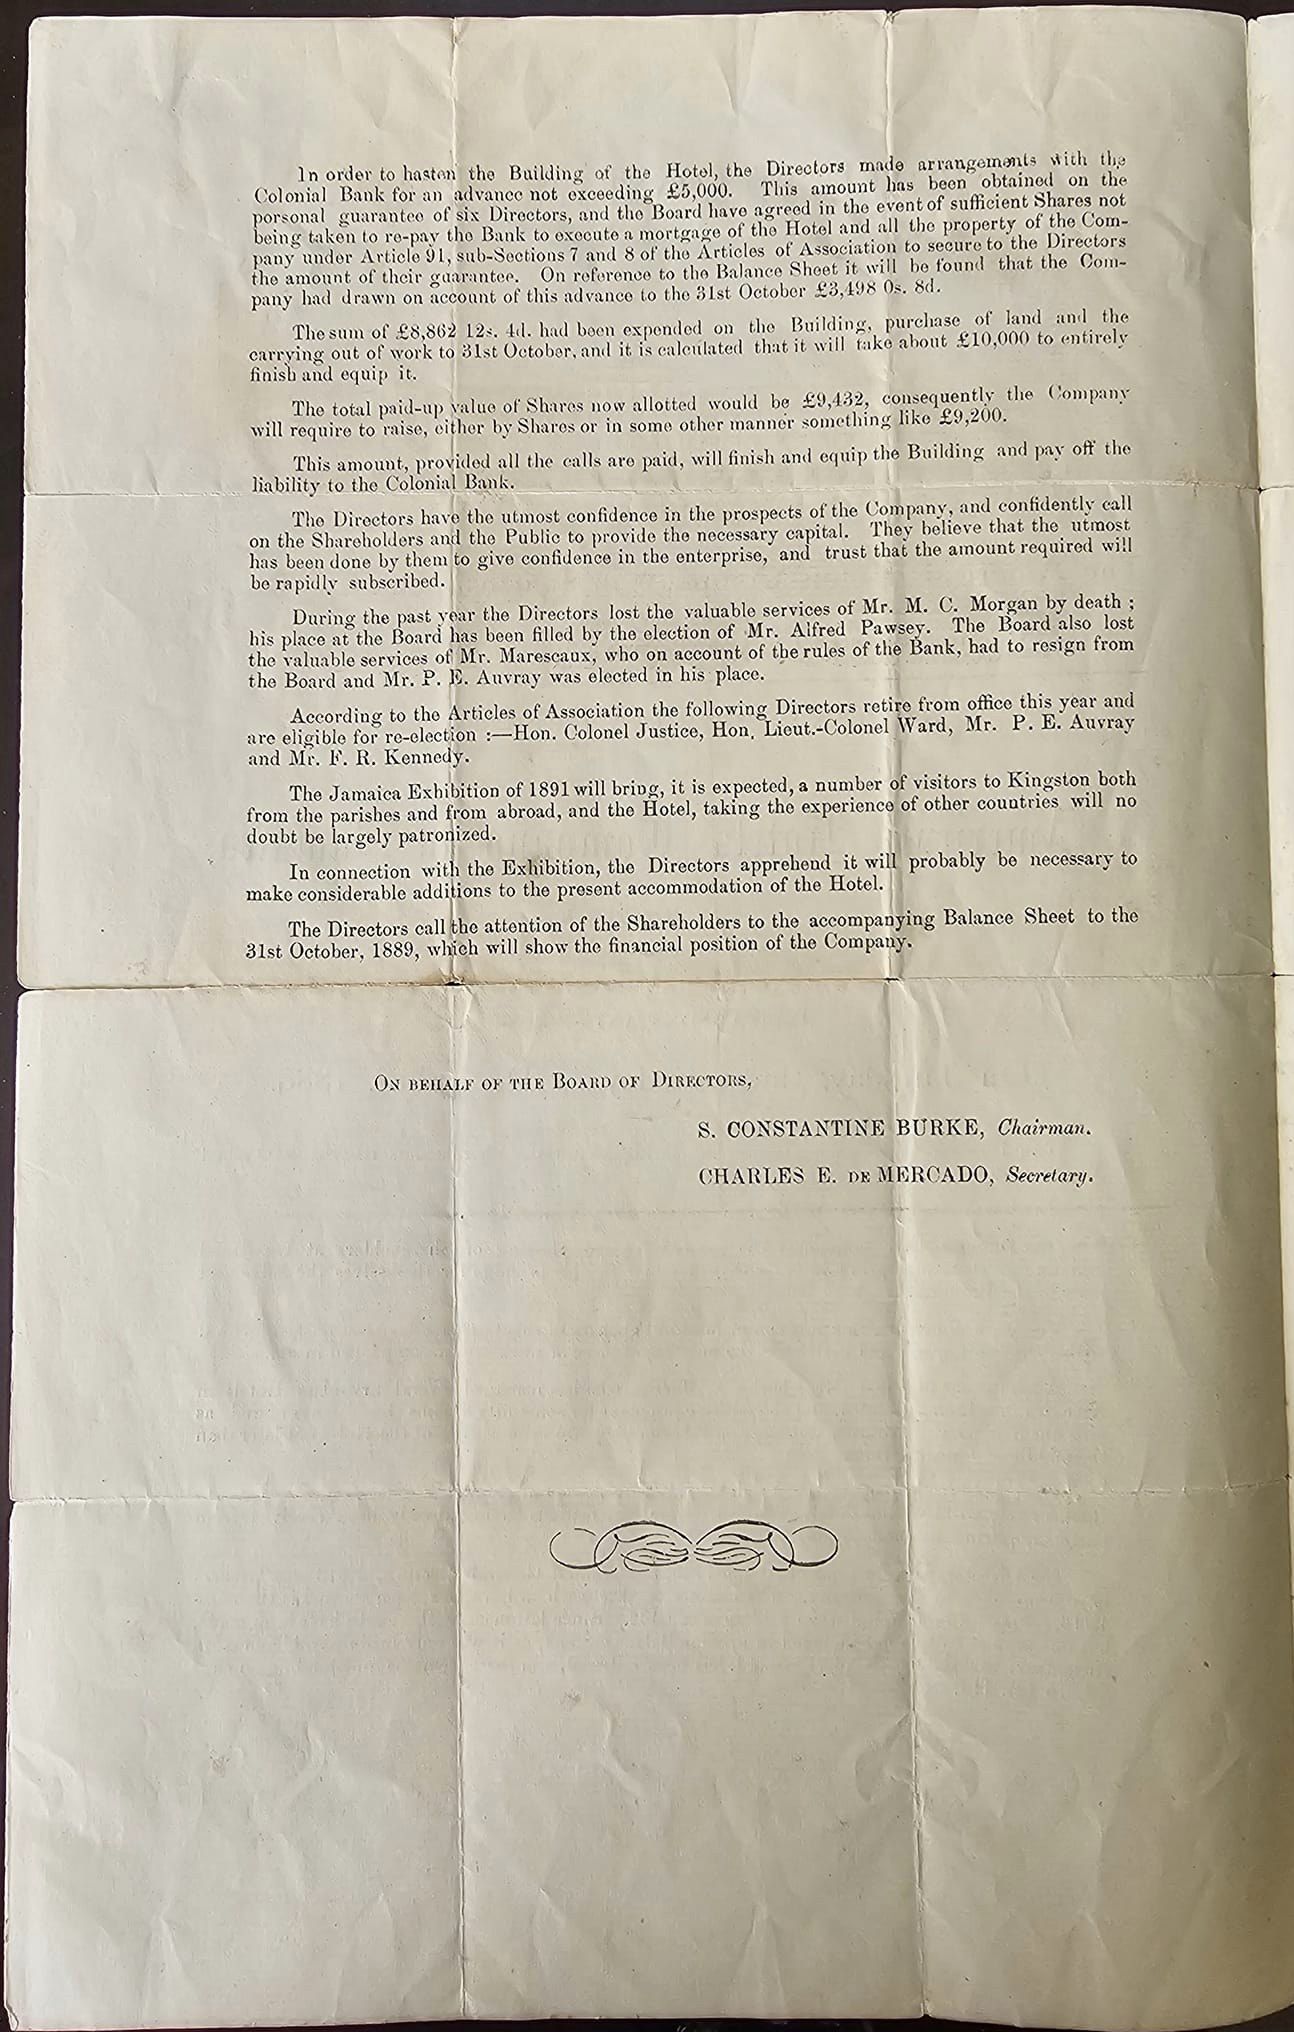 In order to hasten the Building of the Hotel, the Directors made arrangements with the
Colonial Bank for an advance not exceeding £5,000. This amount has been obtained on the
personal guarantee of six Directors, and the Board have agreed in the event of sufficient Shares not
being taken to re-pay the Bank to execute a mortgage of the Hotel and all the property of the Com-
pany under Article 91, sub-Sections 7 and 8 of the Articles of Association to secure to the Directors
the amount of their guarantee. On reference to the Balance Sheet it will be found that the Com-
pany had drawn on account of this advance to the 31st October £3,498 0s. 8d.
The sum of £8,862 12s. 4d. had been expended on the Building, purchase of land and the
carrying out of work to 31st October, and it is calculated that it will take about £10,000 to entirely
finish and equip it.
The total paid-up value of Shares now allotted would be £9,432, consequently the Company
will require to raise, either by Shares or in some other manner something like £9,200.
This amount, provided all the calls are paid, will finish and equip the Building and pay off the
liability to the Colonial Bank.
The Directors have the utmost confidence in the prospects of the Company, and confidently call
on the Shareholders and the Public to provide the necessary capital. They believe that the utmost
has been done by them to give confidence in the enterprise, and trust that the amount required will
be rapidly subscribed.
During the past year the Directors lost the valuable services of Mr. M. C. Morgan by death ;
his place at the Board has been filled by the election of Mr. Alfred Pawsey. The Board also lost
the valuable services of Mr. Marescaux, who on account of the rules of the Bank, had to resign from
the Board and Mr. P. E. Auvray was elected in his place.
According to the Articles of Association the following Directors retire from office this year and
are eligible for re-election :—Hon. Colonel Justice, Hon. Lieut.-Colonel Ward, Mr. P. E. Auvray
and Mr. F. R. Kennedy.
The Jamaica Exhibition of 1891 will bring, it is expected, a number of visitors to Kingston both
from the parishes and from abroad, and the Hotel, taking the experience of other countries will no
doubt be largely patronized.
In connection with the Exhibition, the Directors apprehend it will probably be necessary to
make considerable additions to the present accommodation of the Hotel.
The Directors call the attention of the Shareholders to the accompanying Balance Sheet to the
31st October, 1889, which will show the financial position of the Company.
ON BEHALF OF THE BOARD OF DIRECTORS,
S. CONSTANTINE BURKE, Chairman.
CHARLES E. DE MERCADO, Secretary.